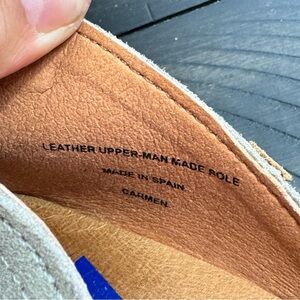 LEATHER UPPER-MAN MADE SOLE
MADE IN SPAIN
CARMEN